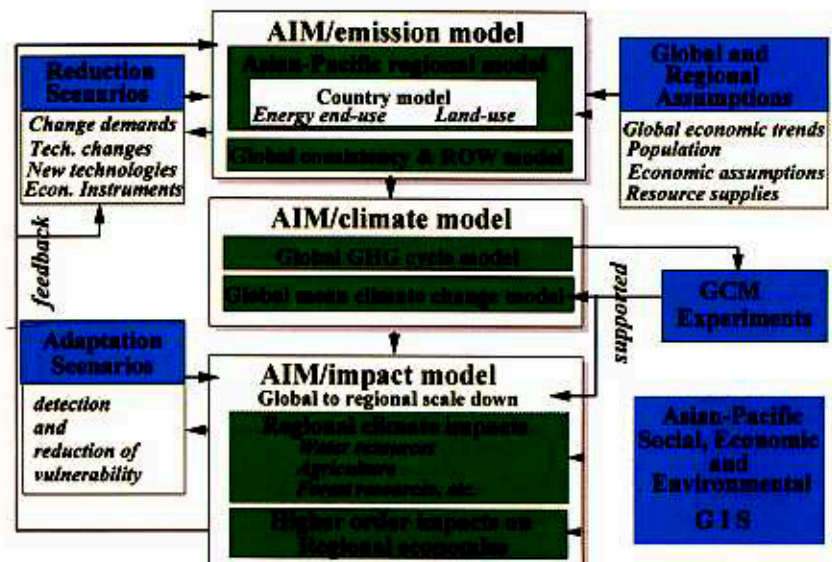 AIM/emission model
Asian-Pacific regional model
Country model
Energy end-use Land-use
Global consistency & ROW model
Reduction
Scenarios
Change demands
Tech. changes
New technologies
Econ. Instruments
Global and
Regional
Assumptions
Global economic trends
Population
Economic assumptions
Resource supplies
feedback
AIM/climate model
Global GHG cycle model
Global mean climate change model
supported
GCM
Experiments
Adaptation
Scenarios
detection
and
reduction of
vulnerability
AIM/impact model
Global to regional scale down
Regional climate impacts
Water resources
Agriculture
Forest resources, etc.
Higher order impacts on
Regional economies
Asian-Pacific
Social, Economic
and
Environmental
G I S